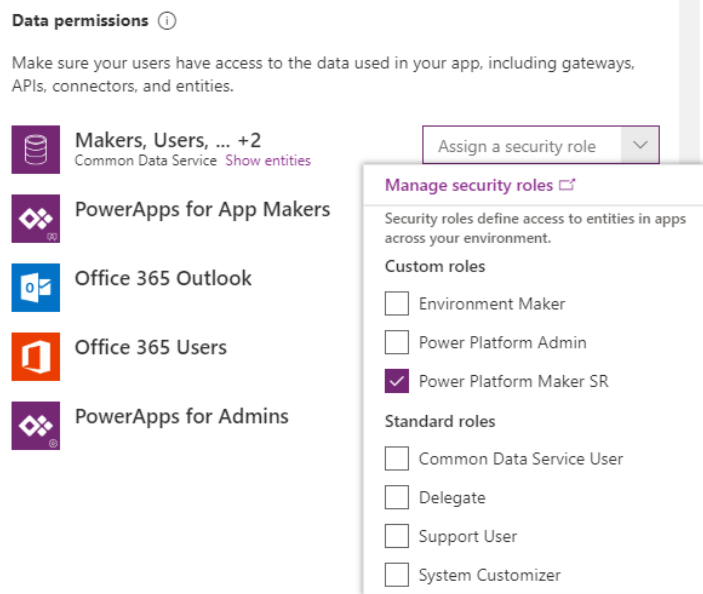 Data permissions
Make sure your users have access to the data used in your app, including gateways,
APIs, connectors, and entities.
Makers, Users, ... +2
Common Data Service Show entities
Assign a security role
Manage security roles
Security roles define access to entities in apps
across your environment.
PowerApps for App Makers
Office 365 Outlook
Office 365 Users
PowerApps for Admins
Custom roles
Environment Maker
Power Platform Admin
Power Platform Maker SR
Standard roles
Common Data Service User
Delegate
Support User
System Customizer